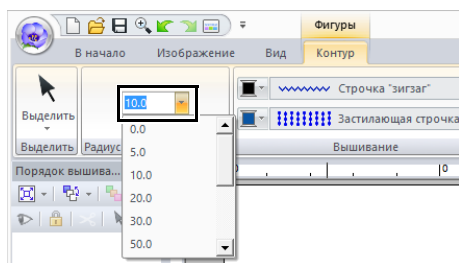 Фигуры
В начало Изображение Вид Контур
10.0
Строчка "зигзаг"
Выделить
Застилающая строчка
Выделить Радиус Вышивание
0.0
5.0
10.0
20.0
30.0
50.0
Порядок вышива...
0